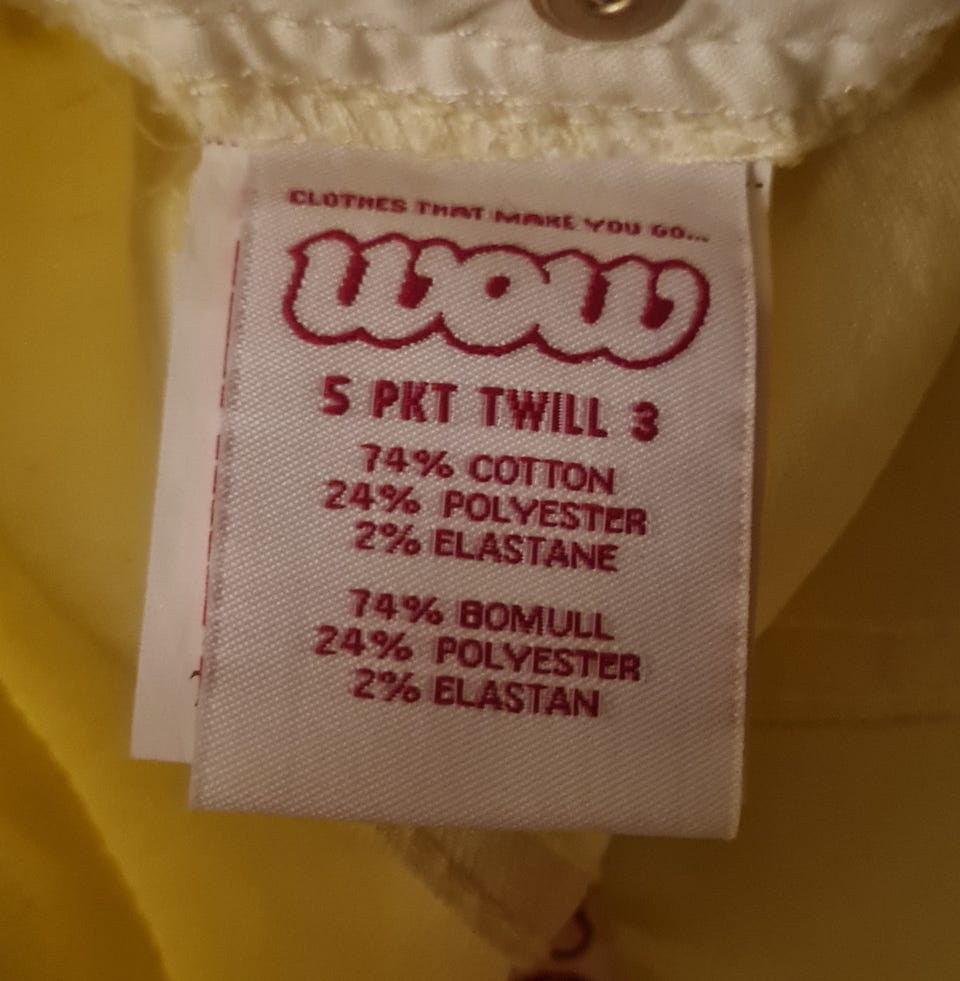 CLOTHES THAT MAKE YOU GO...
WOW
5 PKT TWILL 3
74% COTTON
24% POLYESTER
2% ELASTANE
74% BOMULL
24% POLYESTER
2% ELASTAN